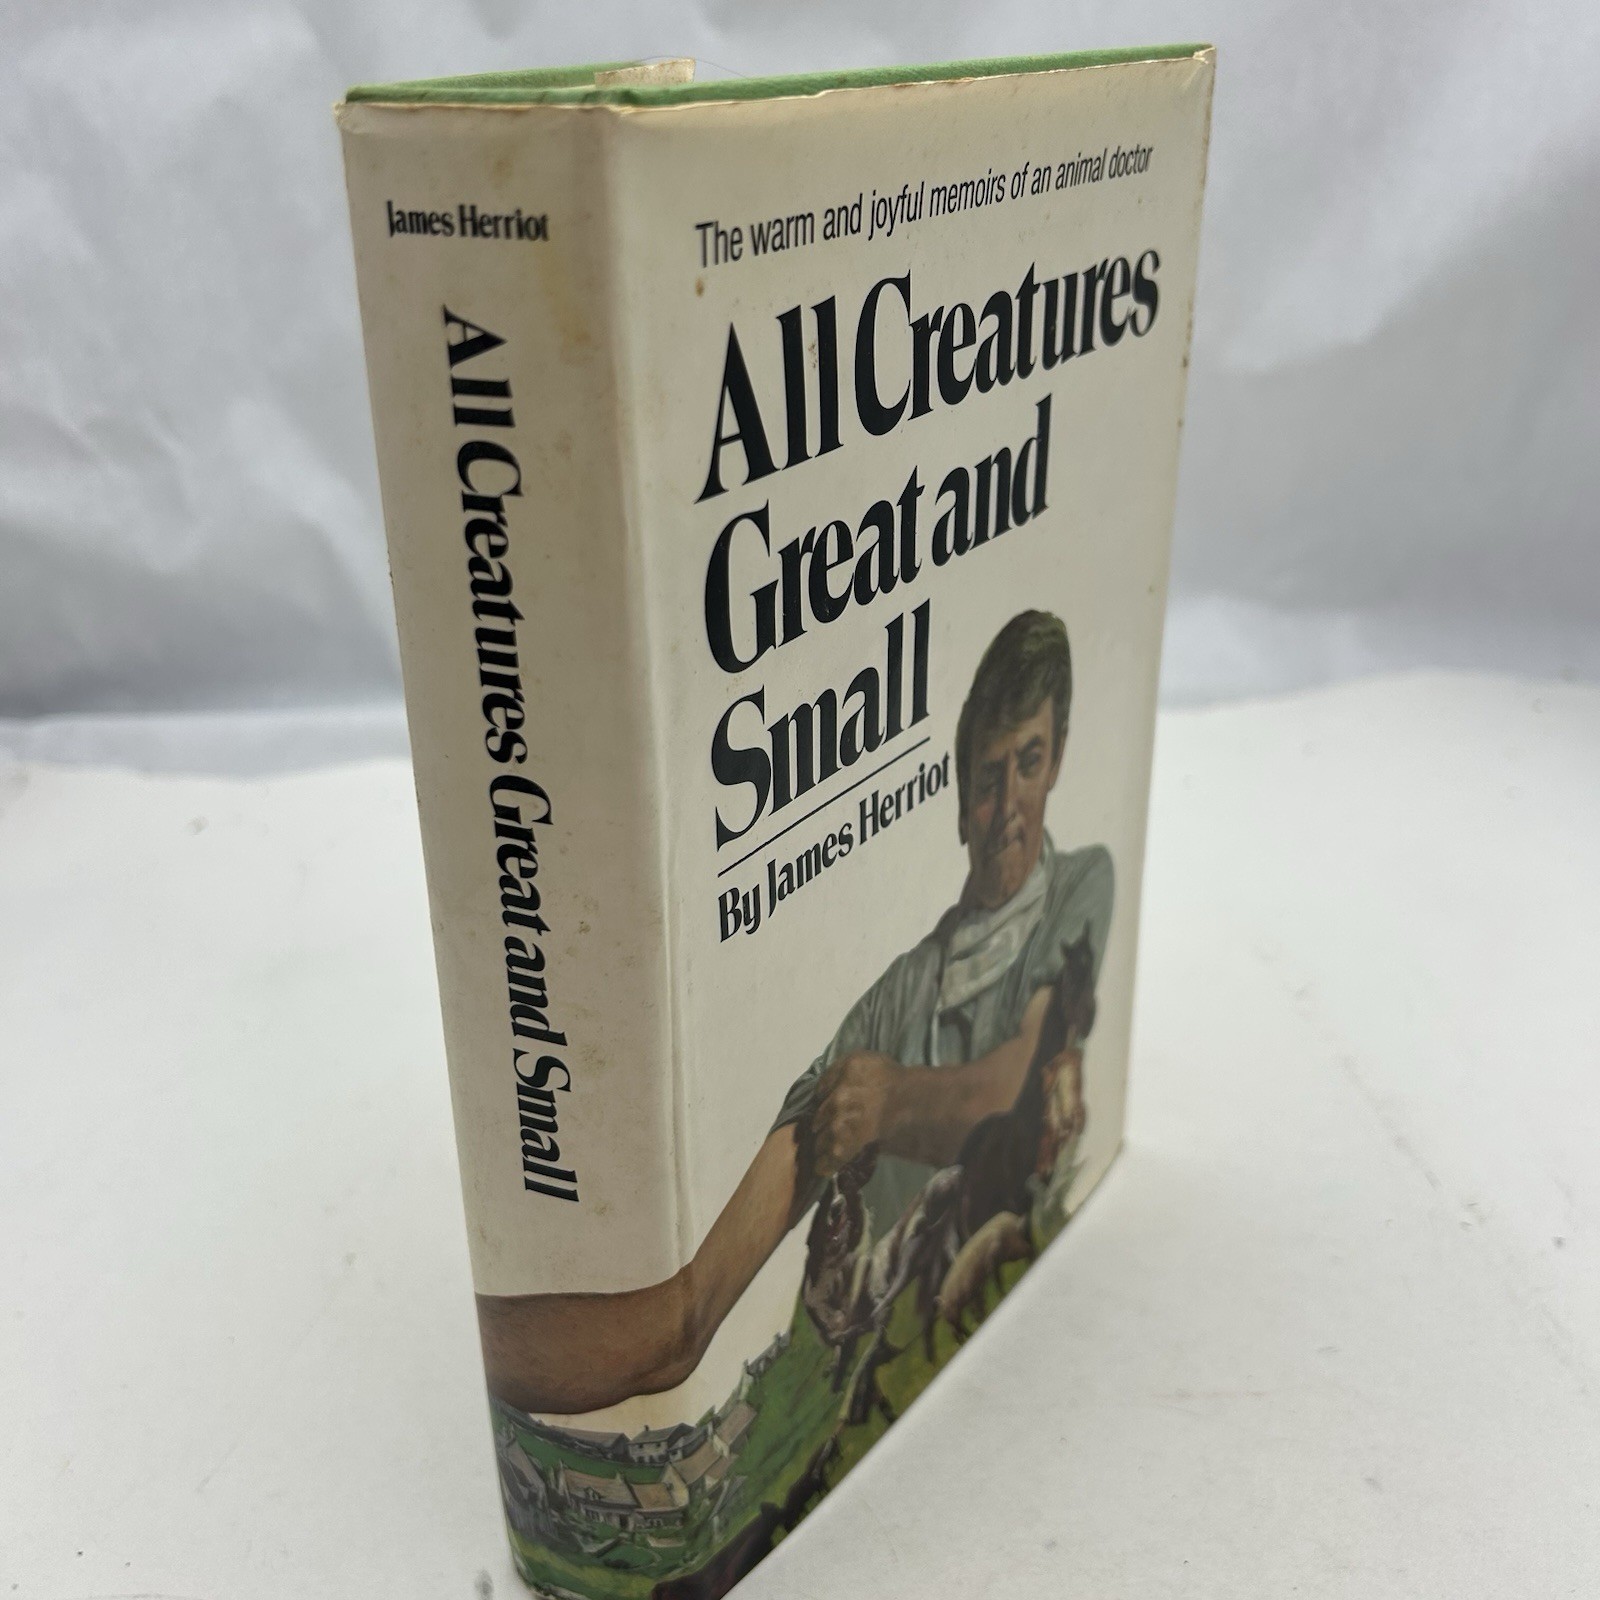 James Herriot
All Creatures Great and Small
The warm and joyful memoirs of an animal doctor
All Creatures
Great and
Small
By James Herriot